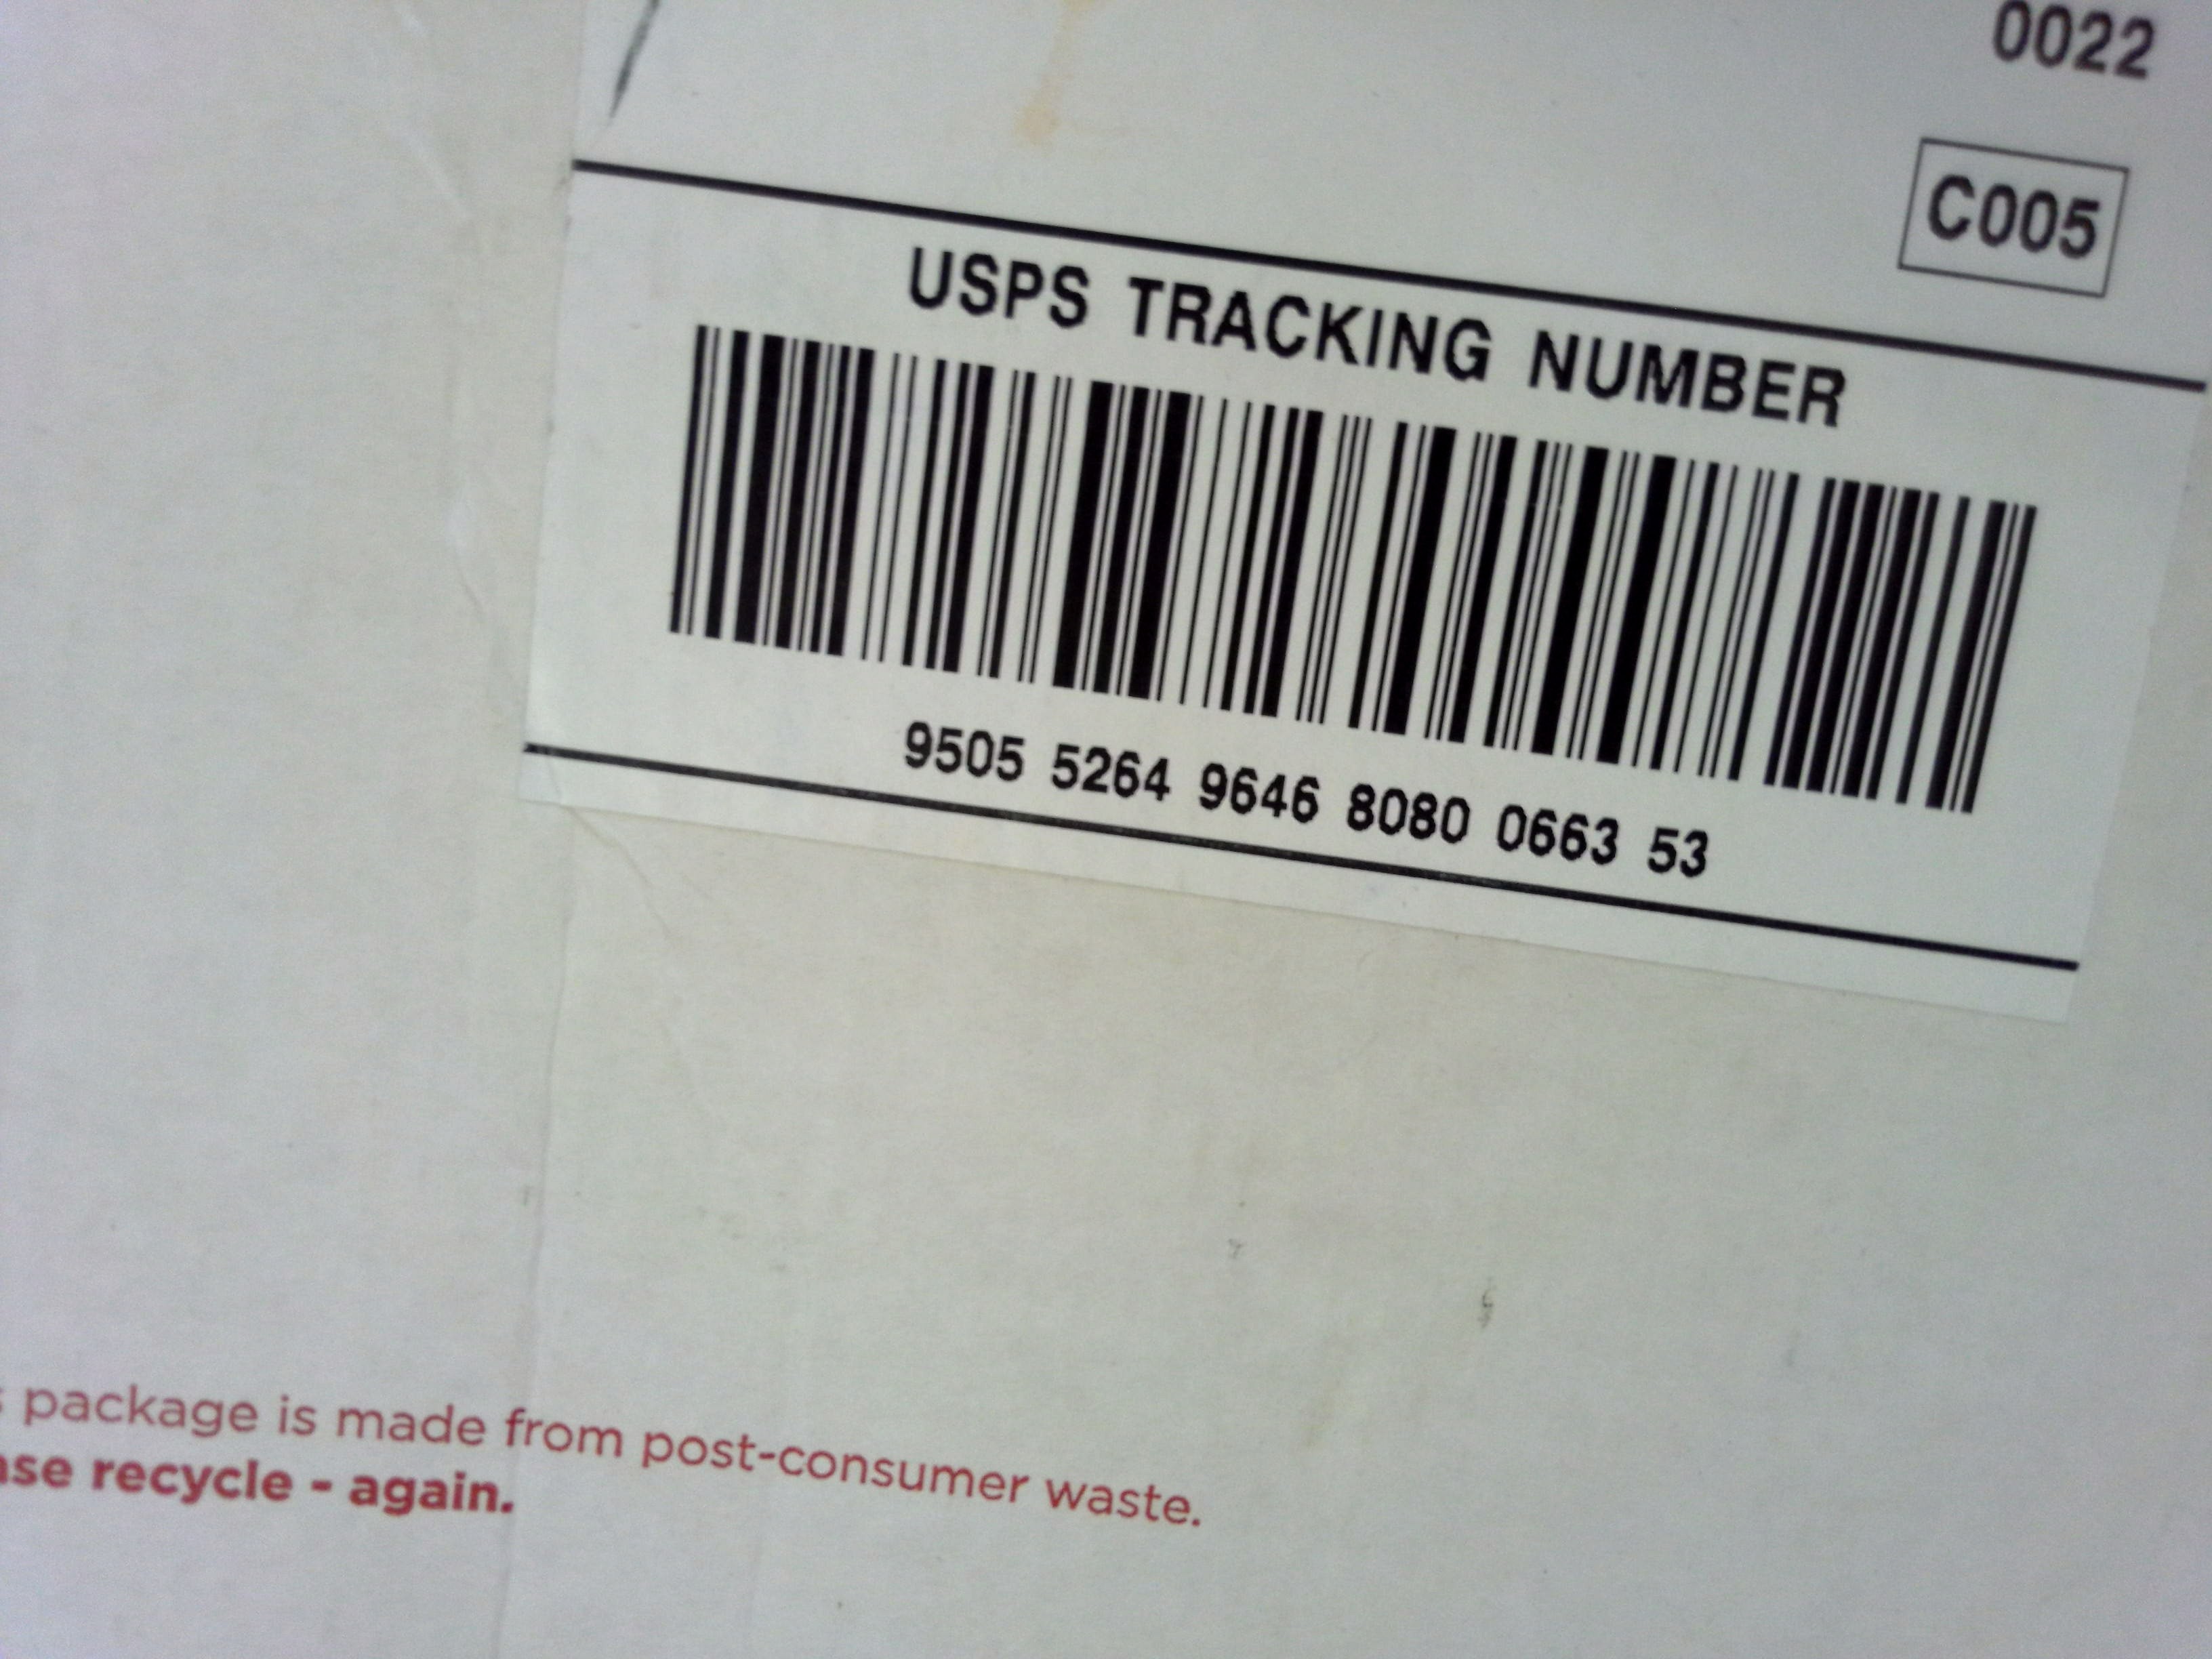 0022
C005
USPS TRACKING NUMBER
9505 5264 9646 8080 0663 53
package is made from post-consumer waste.
recycle - again.